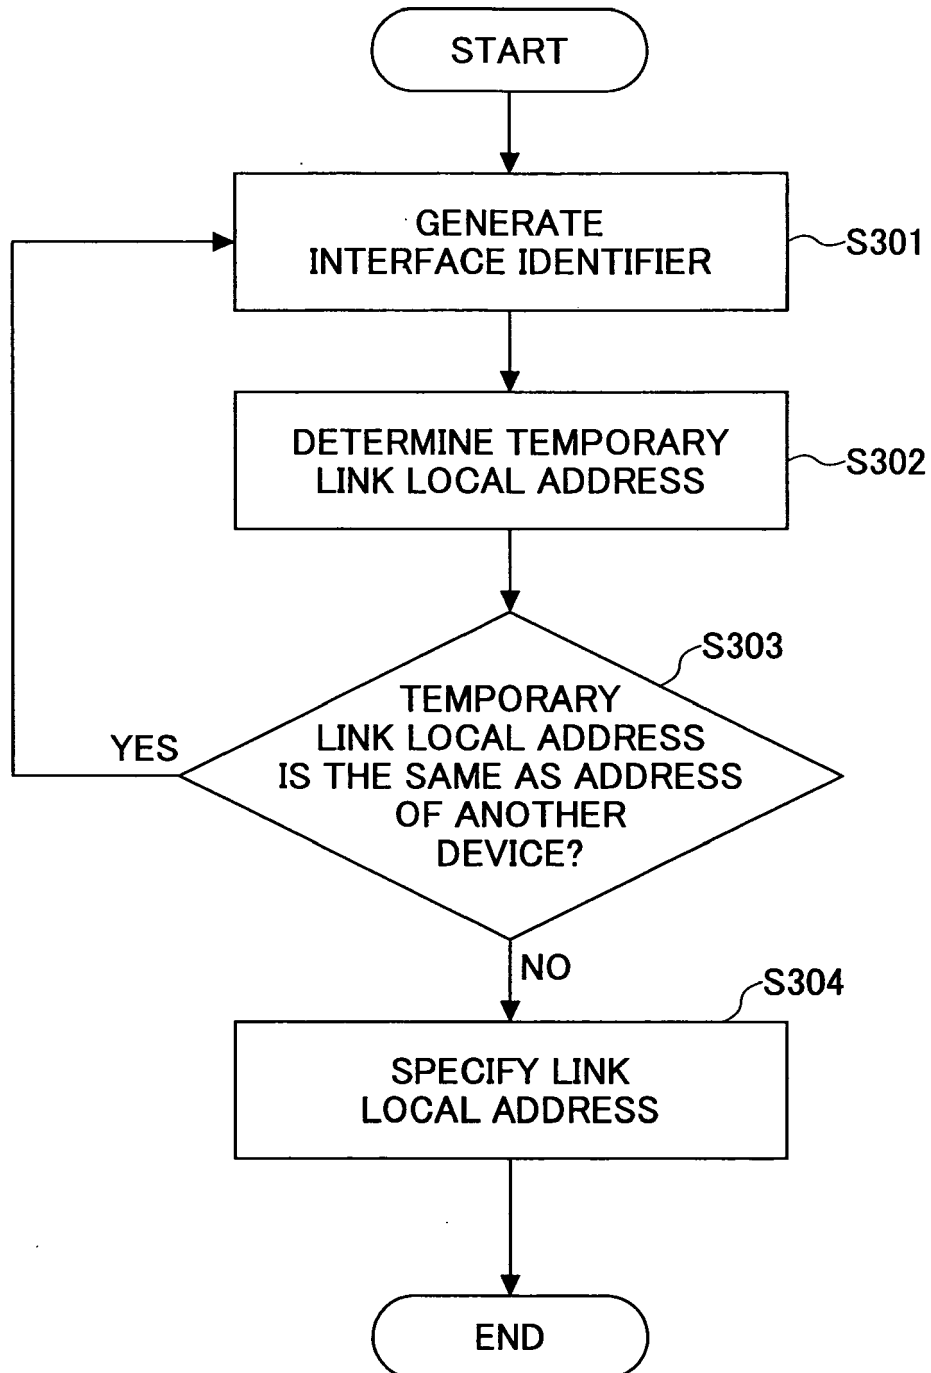 START
GENERATE
INTERFACE IDENTIFIER
S301
DETERMINE TEMPORARY
LINK LOCAL ADDRESS
S302
S303
TEMPORARY
LINK LOCAL ADDRESS
IS THE SAME AS ADDRESS
OF ANOTHER
DEVICE?
YES
NO
S304
SPECIFY LINK
LOCAL ADDRESS
END